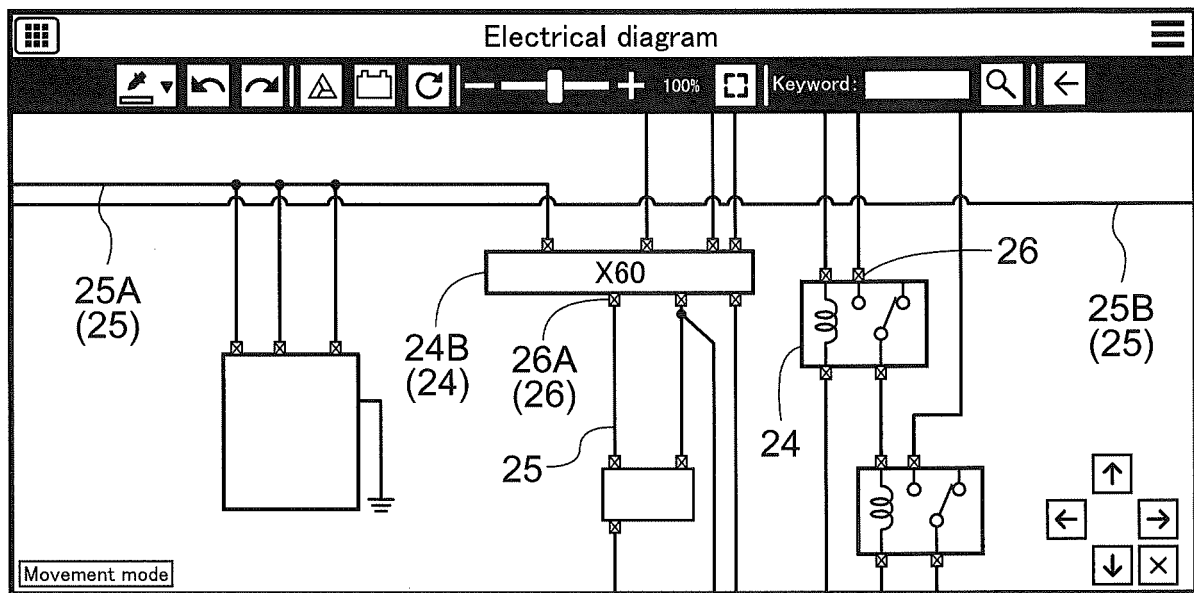 Electrical diagram
100%
Keyword:
X60
26
25A
(25)
25B
(25)
24B
(24)
26A
(26)
24
25
Movement mode